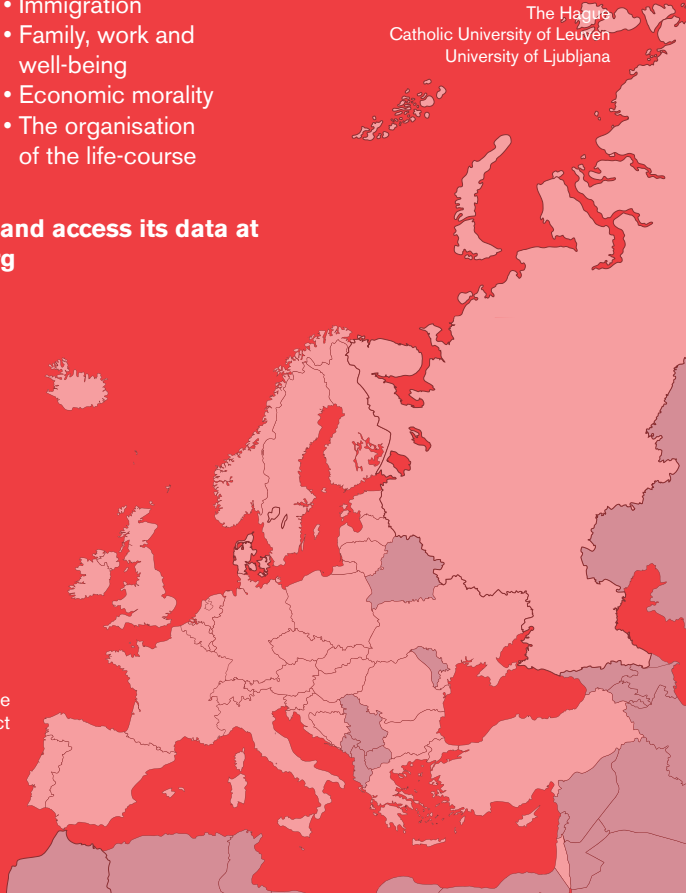 • Immigration
• Family, work and
well-being
• Economic morality
• The organisation
of the life-course
The Hague
Catholic University of Leuven
University of Ljubljana
and access its data at
g
e
ct